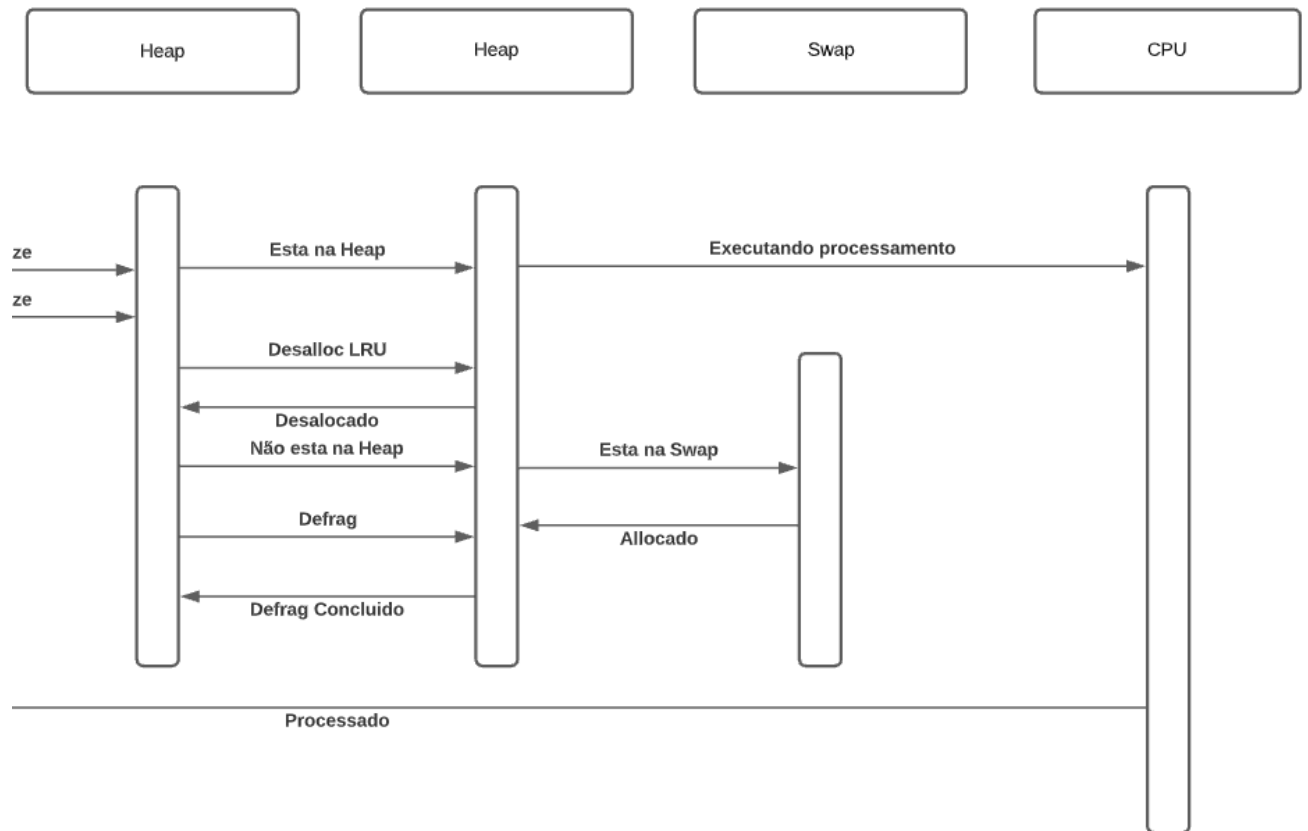 Heap
Heap
Swap
CPU
ze
Esta na Heap
Executando processamento
ze
Desalloc LRU
Desalocado
Não esta na Heap
Esta na Swap
Defrag
Allocado
Defrag Concluido
Processado